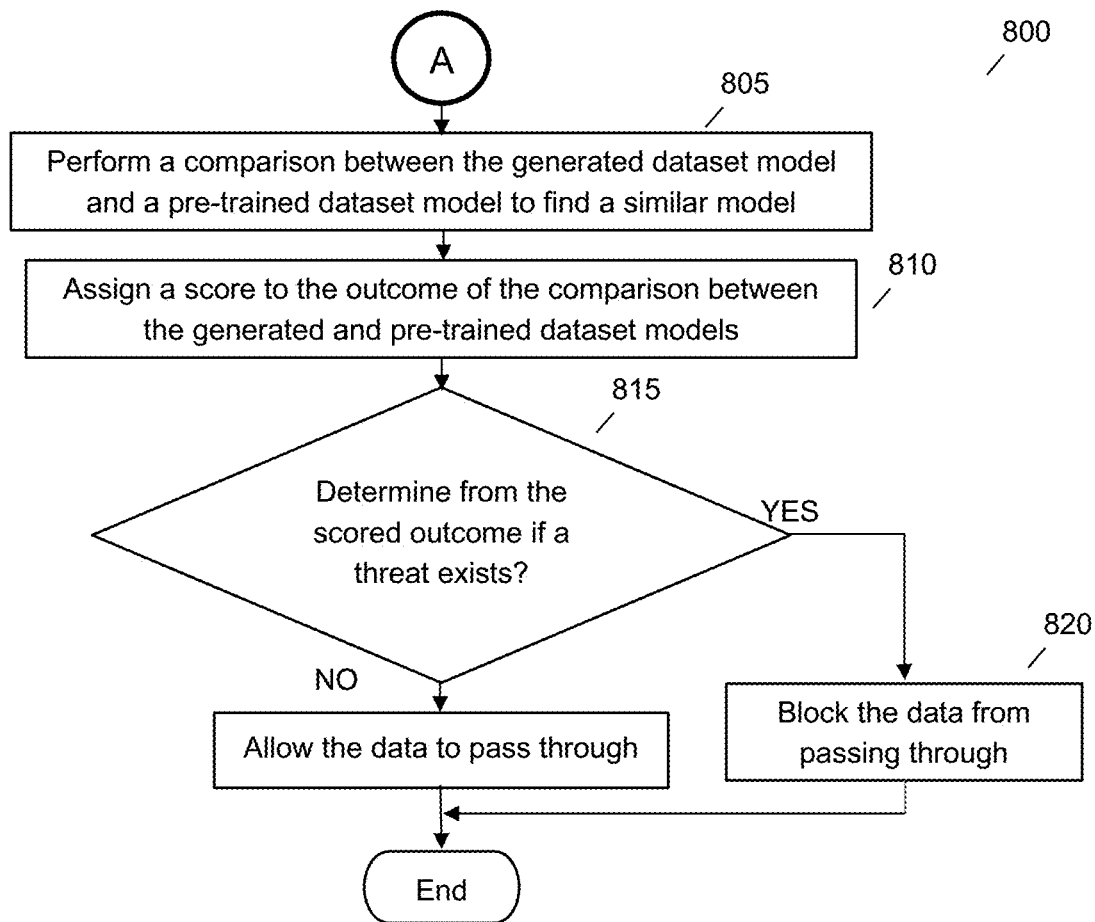 A
800
805
Perform a comparison between the generated dataset model
and a pre-trained dataset model to find a similar model
810
Assign a score to the outcome of the comparison between
the generated and pre-trained dataset models
815
Determine from the
scored outcome if a
threat exists?
YES
NO
820
Allow the data to pass through
Block the data from
passing through
End